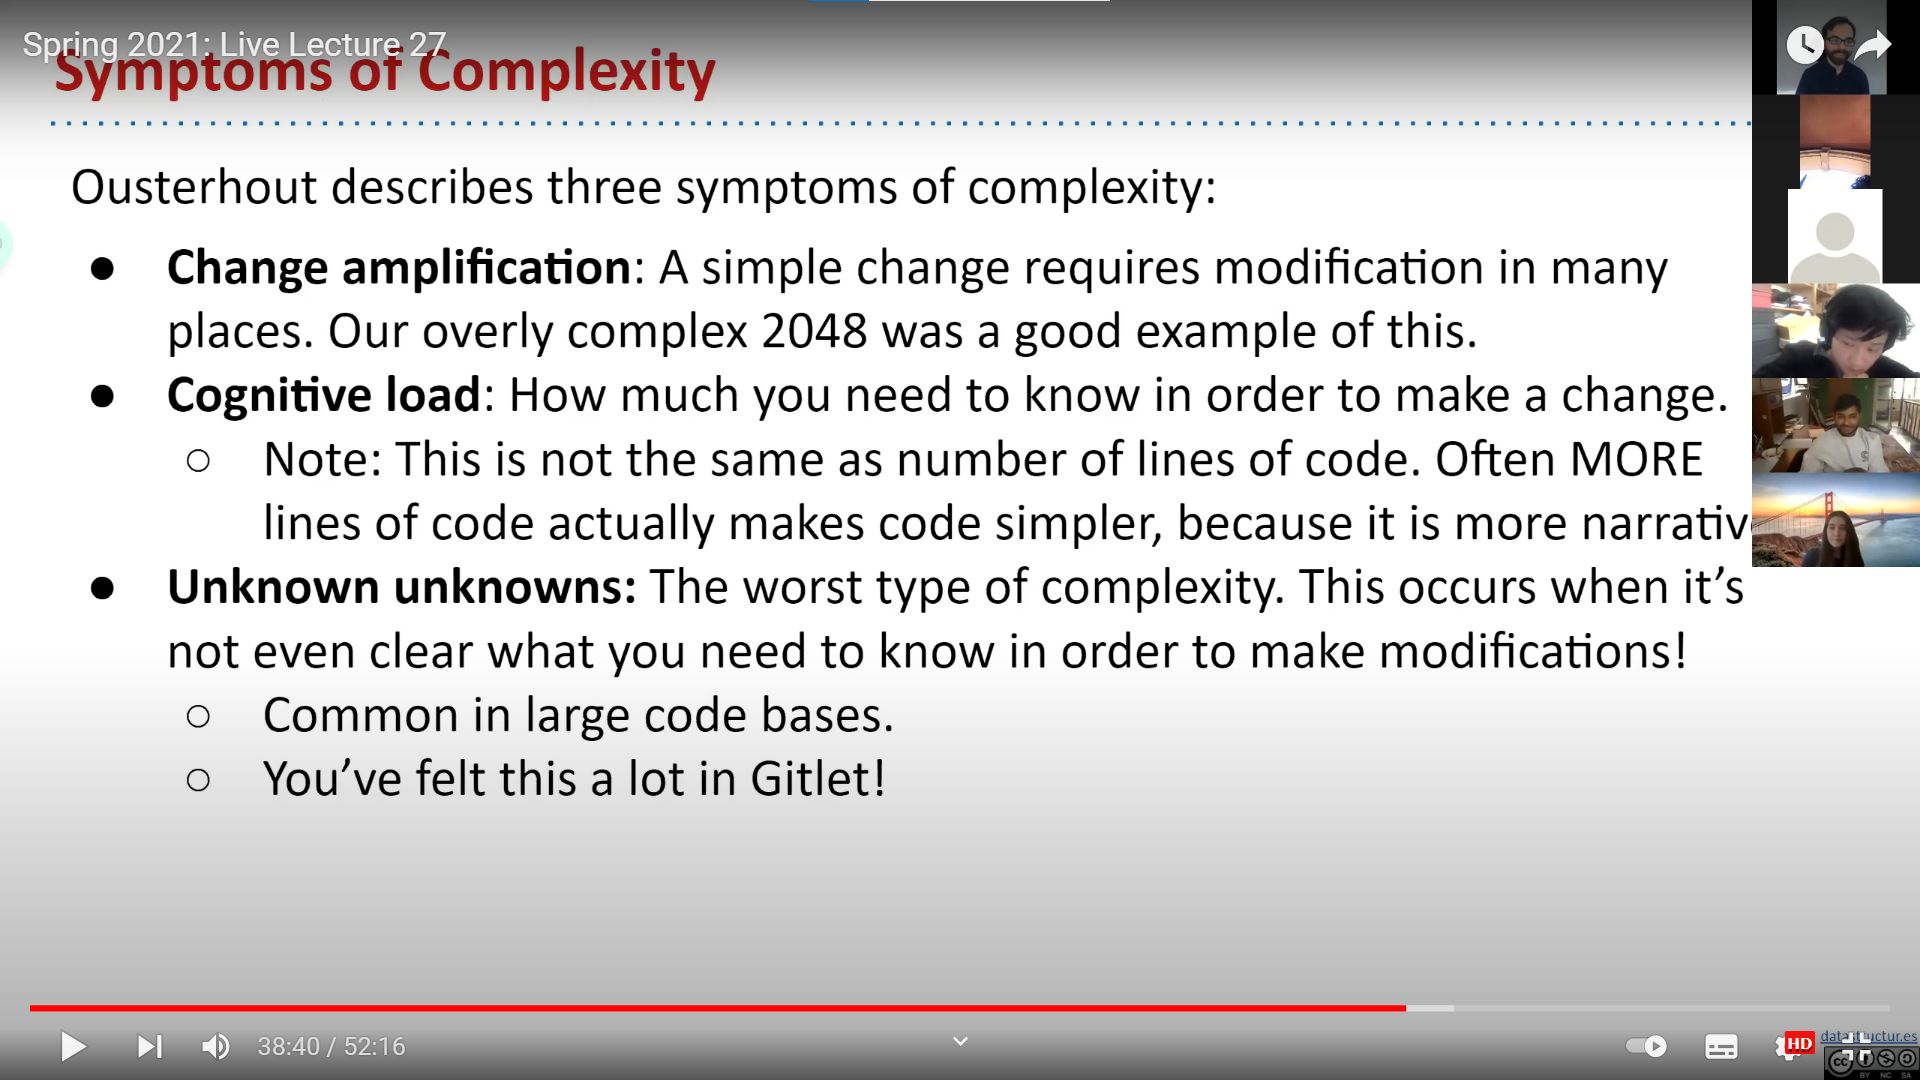 Spring 2021: Live Lecture 27
Symptoms of Complexity
Ousterhout describes three symptoms of complexity:
● Change amplification: A simple change requires modification in many
places. Our overly complex 2048 was a good example of this.
● Cognitive load: How much you need to know in order to make a change.
○ Note: This is not the same as number of lines of code. Often MORE
lines of code actually makes code simpler, because it is more narrativ
● Unknown unknowns: The worst type of complexity. This occurs when it’s
not even clear what you need to know in order to make modifications!
○ Common in large code bases.
○ You’ve felt this a lot in Gitlet!
38:40 / 52:16
HD
datastructur.es
cc
BY NC SA